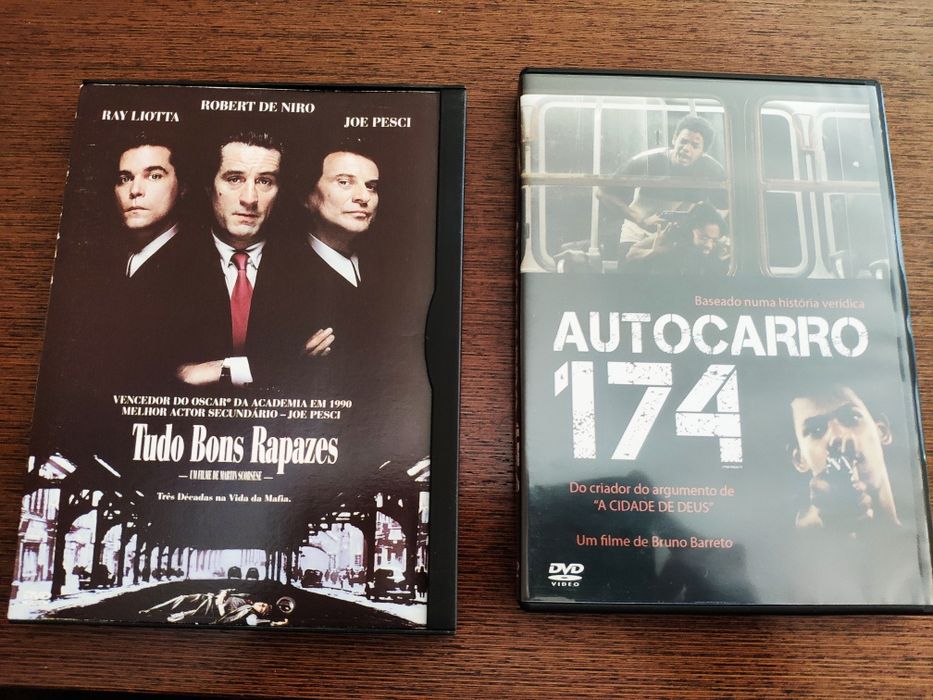 RAY LIOTTA
ROBERT DE NIRO
JOE PESCI
VENCEDOR DO OSCAR® DA ACADEMIA EM 1990
MELHOR ACTOR SECUNDÁRIO – JOE PESCI
Tudo Bons Rapazes
— UM FILME DE MARTIN SCORSESE —
Três Décadas na Vida da Mafia.
Baseado numa história verídica
AUTOCARRO
174
Do criador do argumento de
"A CIDADE DE DEUS"
Um filme de Bruno Barreto
DVD
VIDEO